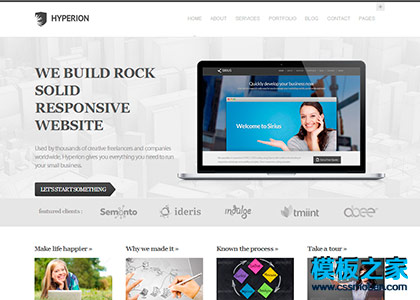 HYPERION
HOME ABOUT SERVICES PORTFOLIO BLOG CONTACT PAGES
WE BUILD ROCK
SOLID
RESPONSIVE
WEBSITE
Used by thousands of creative freelancers and companies
worldwide, Hyperion gives you everything you need to run
your small business.
LET'S START SOMETHING
SIRIUS
Quickly presentation your business now
Welcome to Sirius
featured clients :
Semonto
ideris
indulge
tmiint
abee
Make life happier »
Why we made it »
Known the process »
Take a tour »
模板之家
www.cssmoban.com